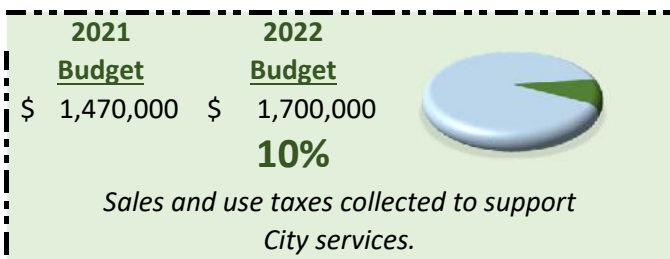 2021 2022
Budget Budget
$ 1,470,000 $ 1,700,000
10%
Sales and use taxes collected to support
City services.